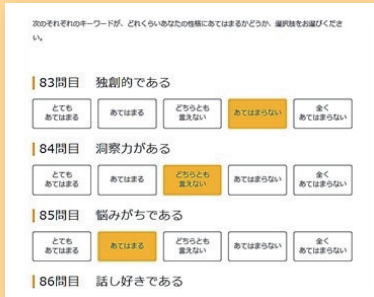 次のそれぞれのキーワードが、どれくらいあなたの性格にあてはまるかどうか、選択肢をお選びくださ
い。
83問目 独創的である
とても
あてはまる
あてはまる
どちらとも
言えない
あてはまらない
全く
あてはまらない
84問目 洞察力がある
とても
あてはまる
あてはまる
どちらとも
言えない
あてはまらない
全く
あてはまらない
85問目 悩みがちである
とても
あてはまる
あてはまる
どちらとも
言えない
あてはまらない
全く
あてはまらない
86問目 話し好きである